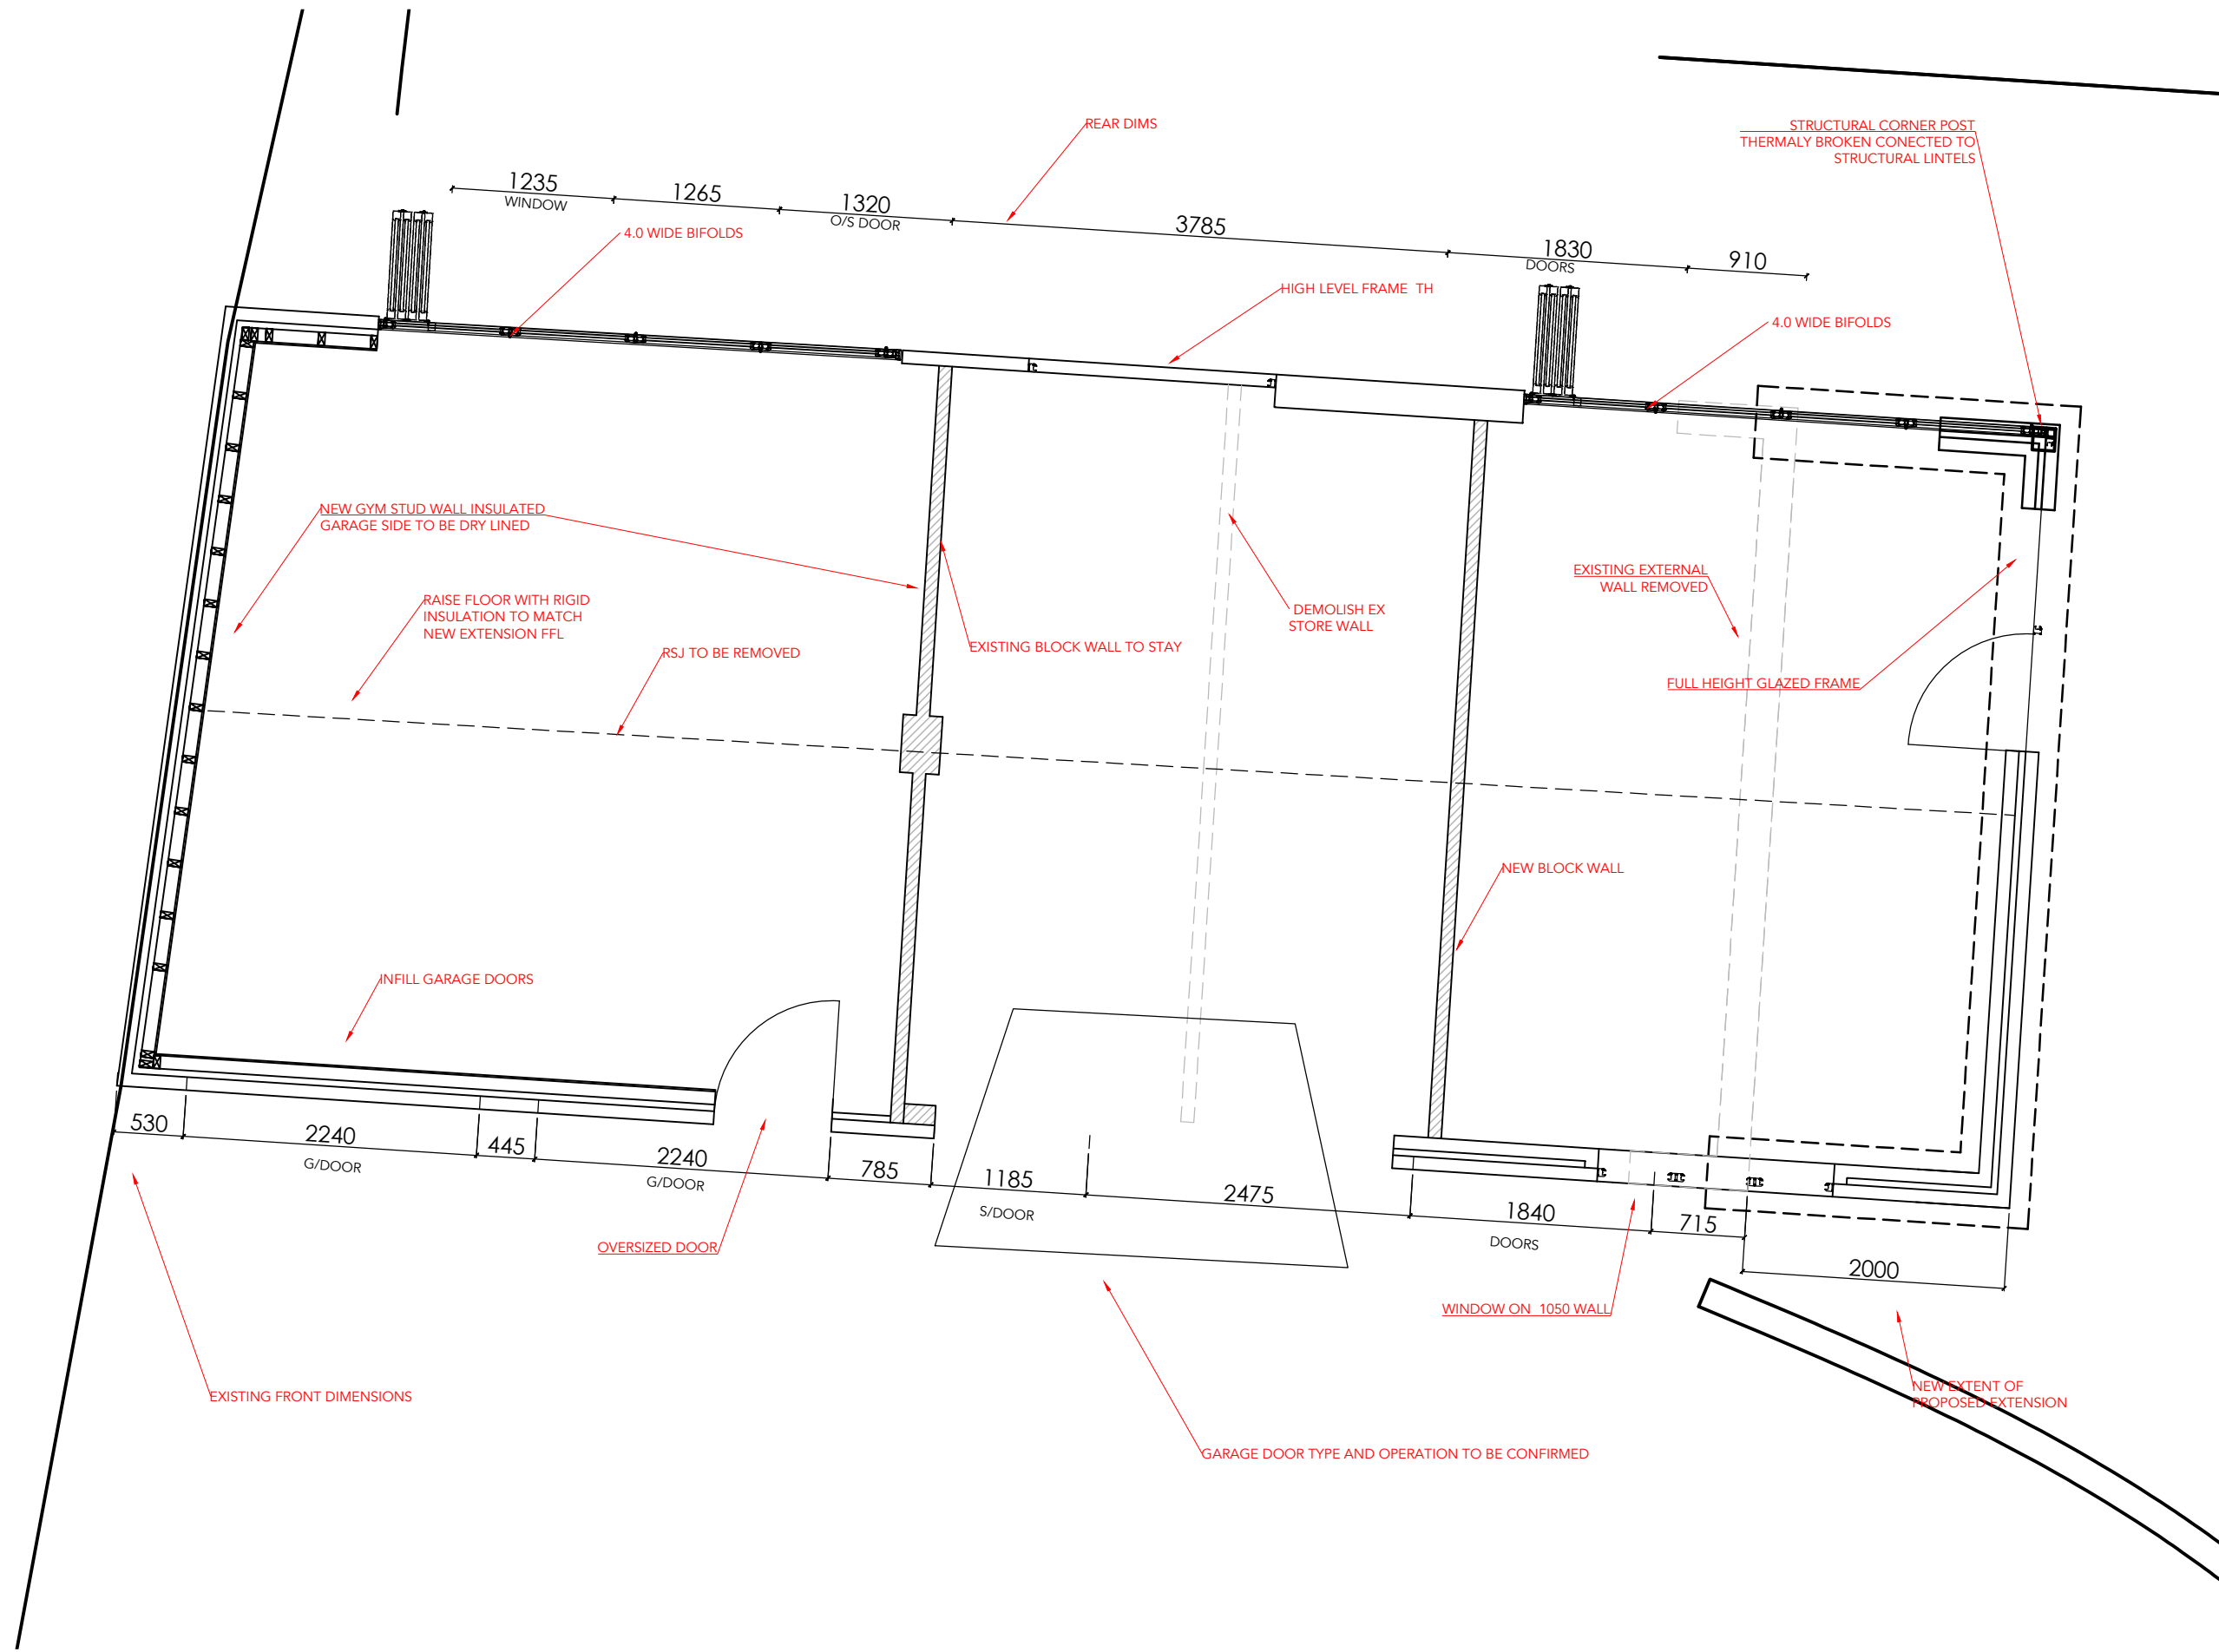 REAR DIMS
STRUCTURAL CORNER POST
THERMALY BROKEN CONECTED TO
STRUCTURAL LINTELS
1235
WINDOW
1265
1320
O/S DOOR
3785
1830
DOORS
910
4.0 WIDE BIFOLDS
HIGH LEVEL FRAME TH
4.0 WIDE BIFOLDS
NEW GYM STUD WALL INSULATED
GARAGE SIDE TO BE DRY LINED
RAISE FLOOR WITH RIGID
INSULATION TO MATCH
NEW EXTENSION FFL
RSJ TO BE REMOVED
EXISTING BLOCK WALL TO STAY
DEMOLISH EX
STORE WALL
EXISTING EXTERNAL
WALL REMOVED
FULL HEIGHT GLAZED FRAME
NEW BLOCK WALL
INFILL GARAGE DOORS
530
2240
G/DOOR
445
2240
G/DOOR
785
1185
S/DOOR
2475
1840
DOORS
715
2000
OVERSIZED DOOR
WINDOW ON 1050 WALL
EXISTING FRONT DIMENSIONS
NEW EXTENT OF
PROPOSED EXTENSION
GARAGE DOOR TYPE AND OPERATION TO BE CONFIRMED